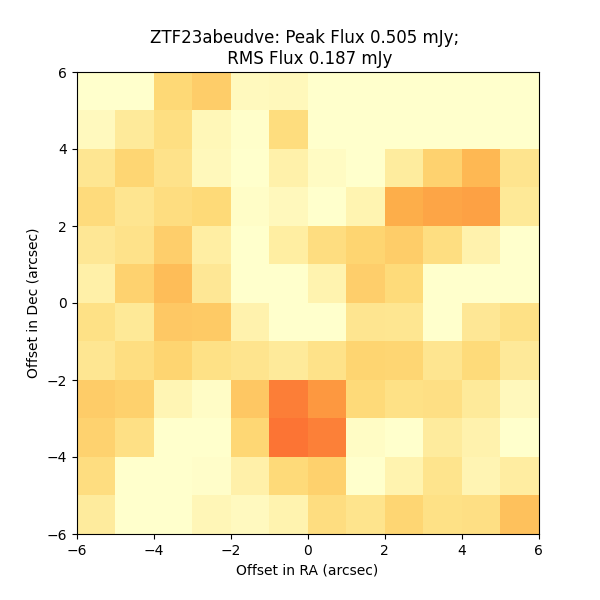 ZTF23abeudve: Peak Flux 0.505 mJy;
RMS Flux 0.187 mJy
6
4
2
0
−2
−4
−6
Offset in Dec (arcsec)
−6 −4 −2 0 2 4 6
Offset in RA (arcsec)